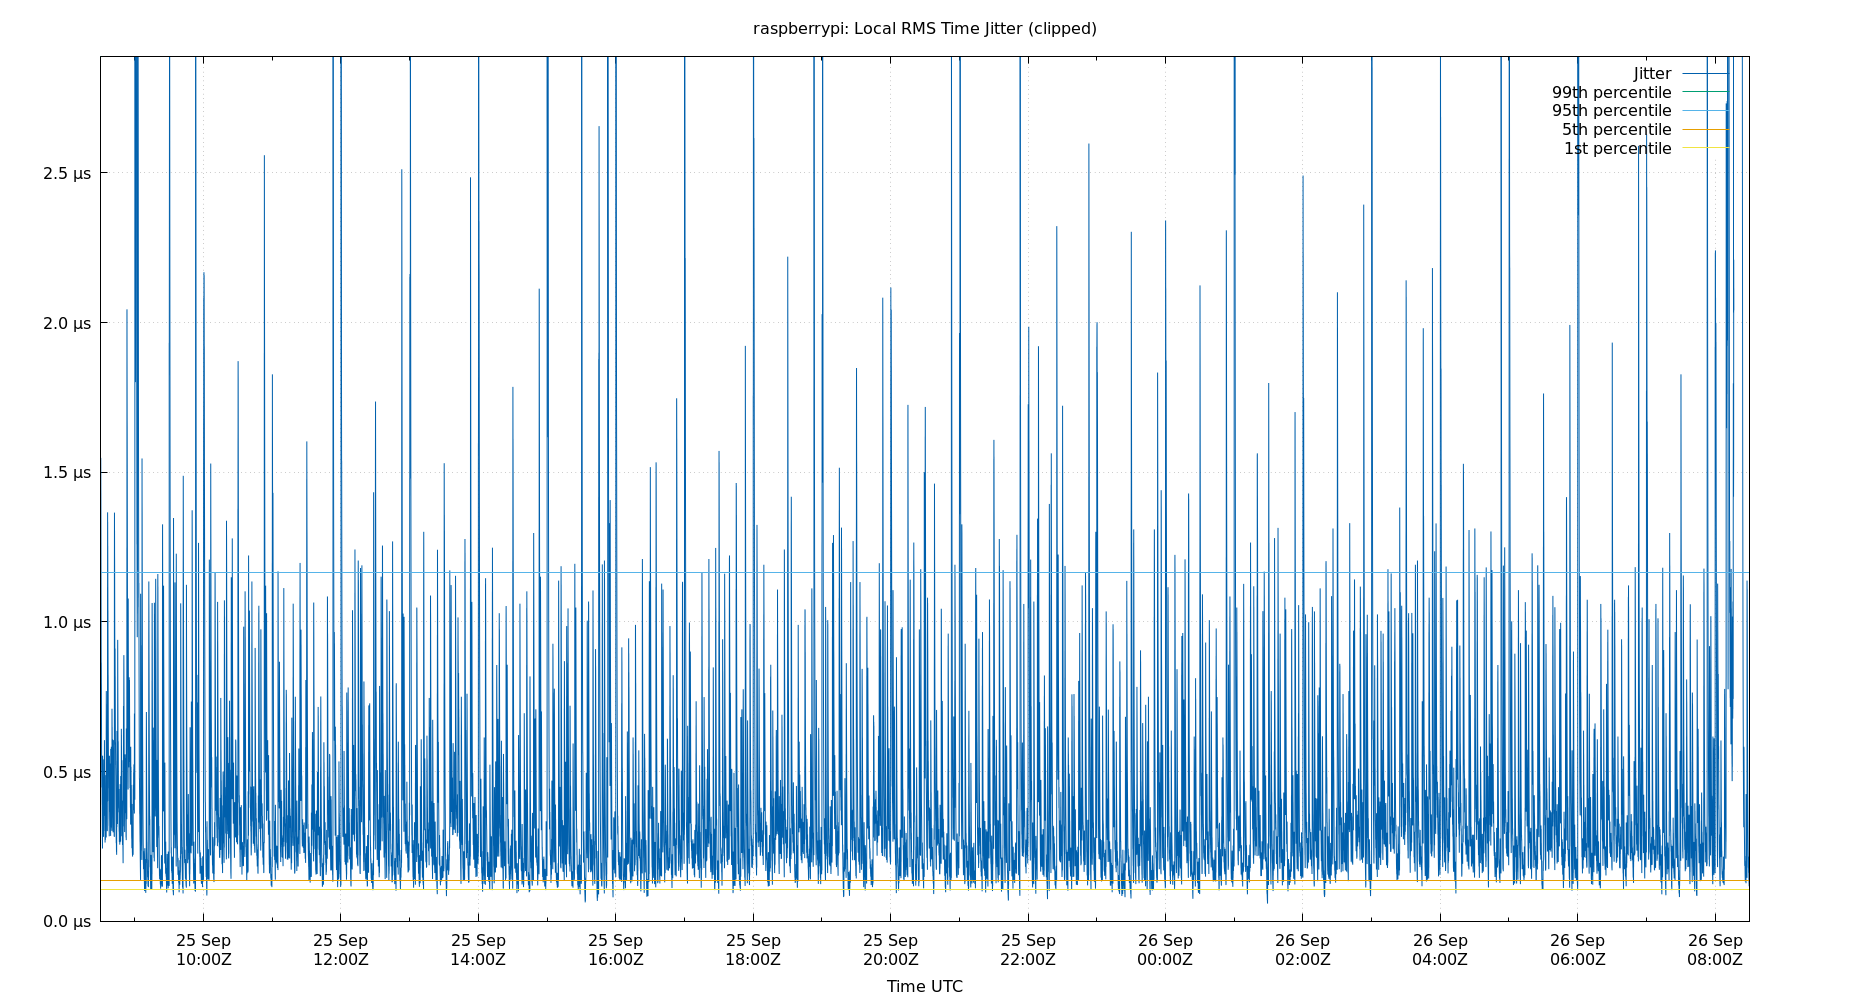 raspberrypi: Local RMS Time Jitter (clipped)
Jitter
99th percentile
95th percentile
5th percentile
1st percentile
2.5 μs
2.0 μs
1.5 μs
1.0 μs
0.5 μs
0.0 μs
25 Sep 25 Sep 25 Sep 25 Sep 25 Sep 25 Sep 25 Sep 26 Sep 26 Sep 26 Sep 26 Sep 26 Sep
10:00Z 12:00Z 14:00Z 16:00Z 18:00Z 20:00Z 22:00Z 00:00Z 02:00Z 04:00Z 06:00Z 08:00Z
Time UTC